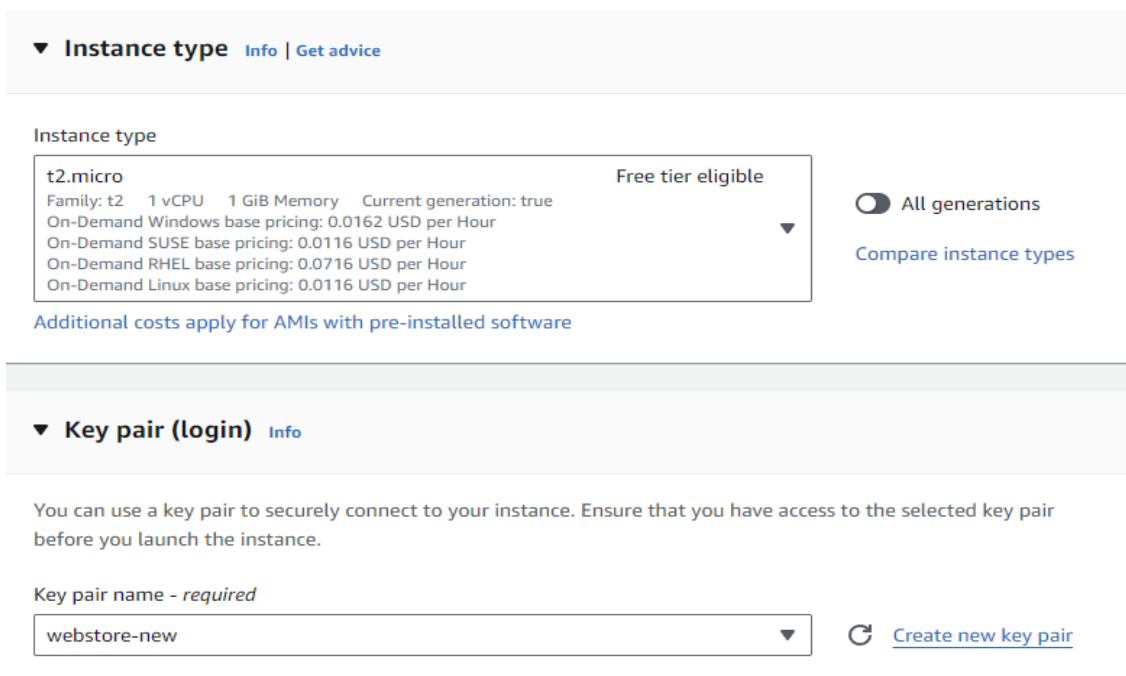 Instance type Info | Get advice
Instance type
t2.micro Free tier eligible
Family: t2 1 vCPU 1 GiB Memory Current generation: true
On-Demand Windows base pricing: 0.0162 USD per Hour
On-Demand SUSE base pricing: 0.0116 USD per Hour
On-Demand RHEL base pricing: 0.0716 USD per Hour
On-Demand Linux base pricing: 0.0116 USD per Hour
All generations
Compare instance types
Additional costs apply for AMIs with pre-installed software
Key pair (login) Info
You can use a key pair to securely connect to your instance. Ensure that you have access to the selected key pair
before you launch the instance.
Key pair name - required
webstore-new
Create new key pair